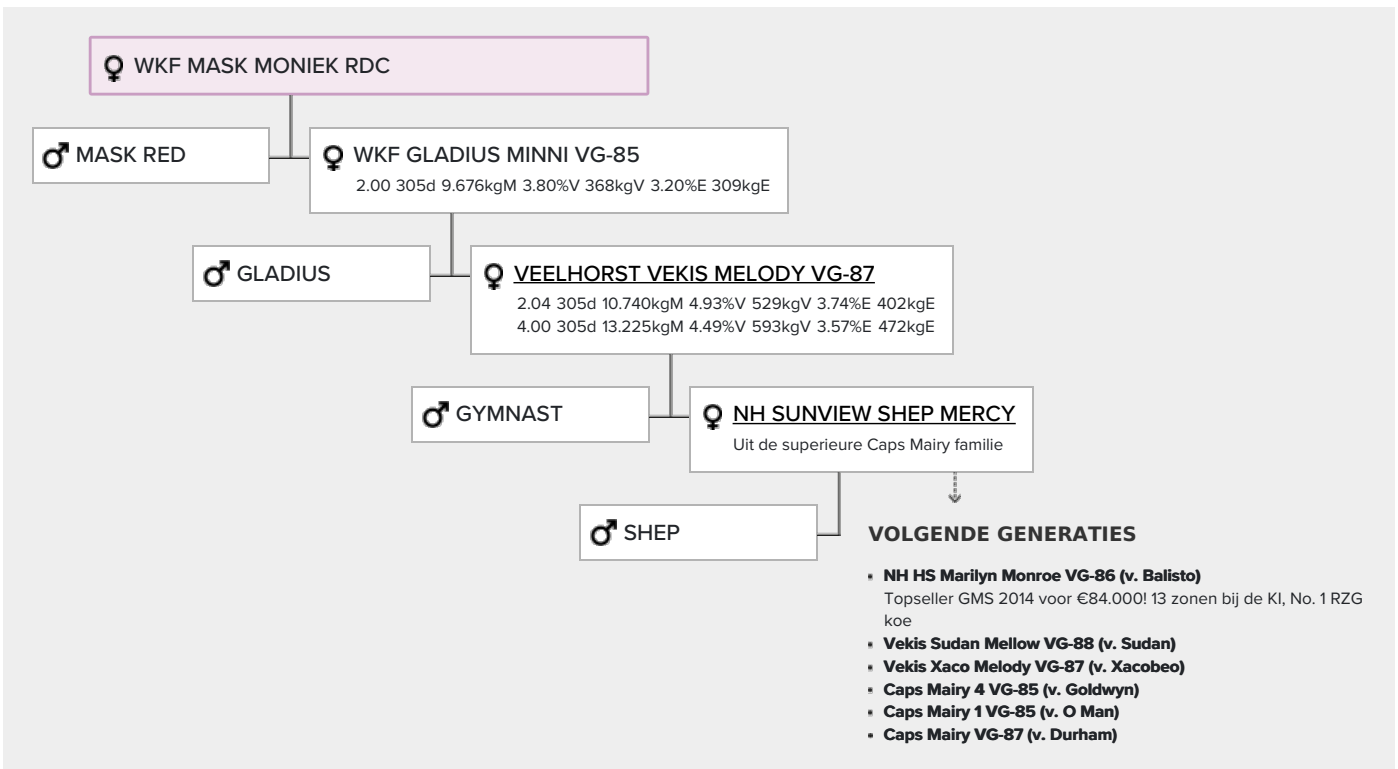 WKF MASK MONIEK RDC
MASK RED
WKF GLADIUS MINNI VG-85
2.00 305d 9.676kgM 3.80%V 368kgV 3.20%E 309kgE
GLADIUS
VEELHORST VEKIS MELODY VG-87
2.04 305d 10.740kgM 4.93%V 529kgV 3.74%E 402kgE
4.00 305d 13.225kgM 4.49%V 593kgV 3.57%E 472kgE
GYMNAST
NH SUNVIEW SHEP MERCY
Uit de superieure Caps Mairy familie
SHEP
VOLGENDE GENERATIES
NH HS Marilyn Monroe VG-86 (v. Balisto)
Topseller GMS 2014 voor €84.000! 13 zonen bij de KI, No. 1 RZG
koe
Vekis Sudan Mellow VG-88 (v. Sudan)
Vekis Xaco Melody VG-87 (v. Xacobeo)
Caps Mairy 4 VG-85 (v. Goldwyn)
Caps Mairy 1 VG-85 (v. O Man)
Caps Mairy VG-87 (v. Durham)